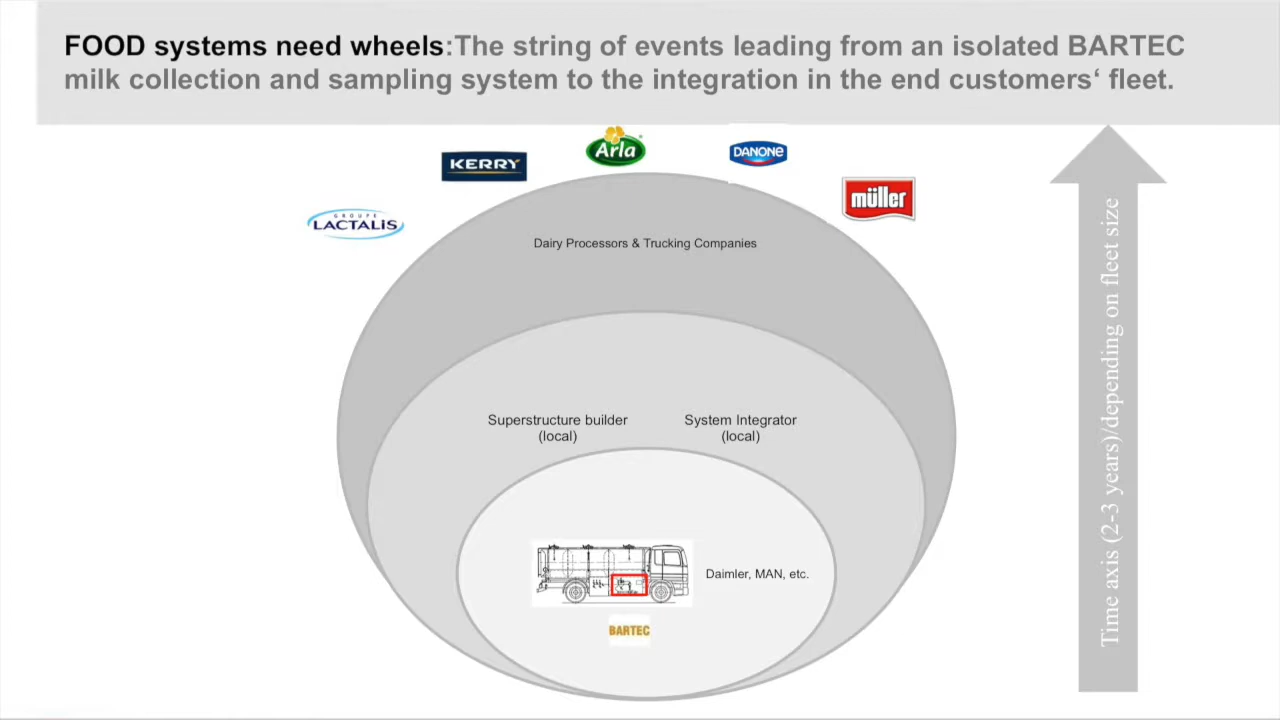 FOOD systems need wheels:The string of events leading from an isolated BARTEC
milk collection and sampling system to the integration in the end customers‘ fleet.
KERRY
Arla
DANONE
müller
GROUPE
LACTALiS
Dairy Processors & Trucking Companies
Superstructure builder
(local)
System Integrator
(local)
Daimler, MAN, etc.
BARTEC
Time axis (2-3 years)/depending on fleet size